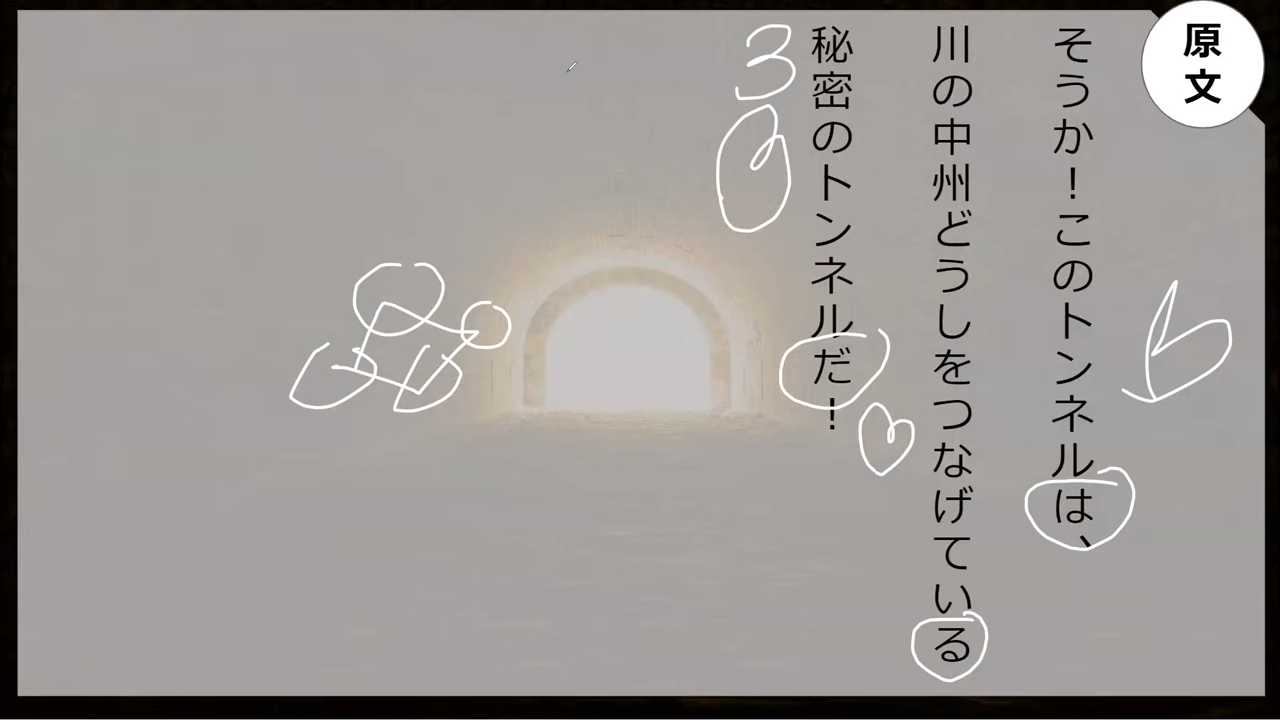 原文
そうか！このトンネルは、
川の中州どうしをつなげている
秘密のトンネルだ！
3